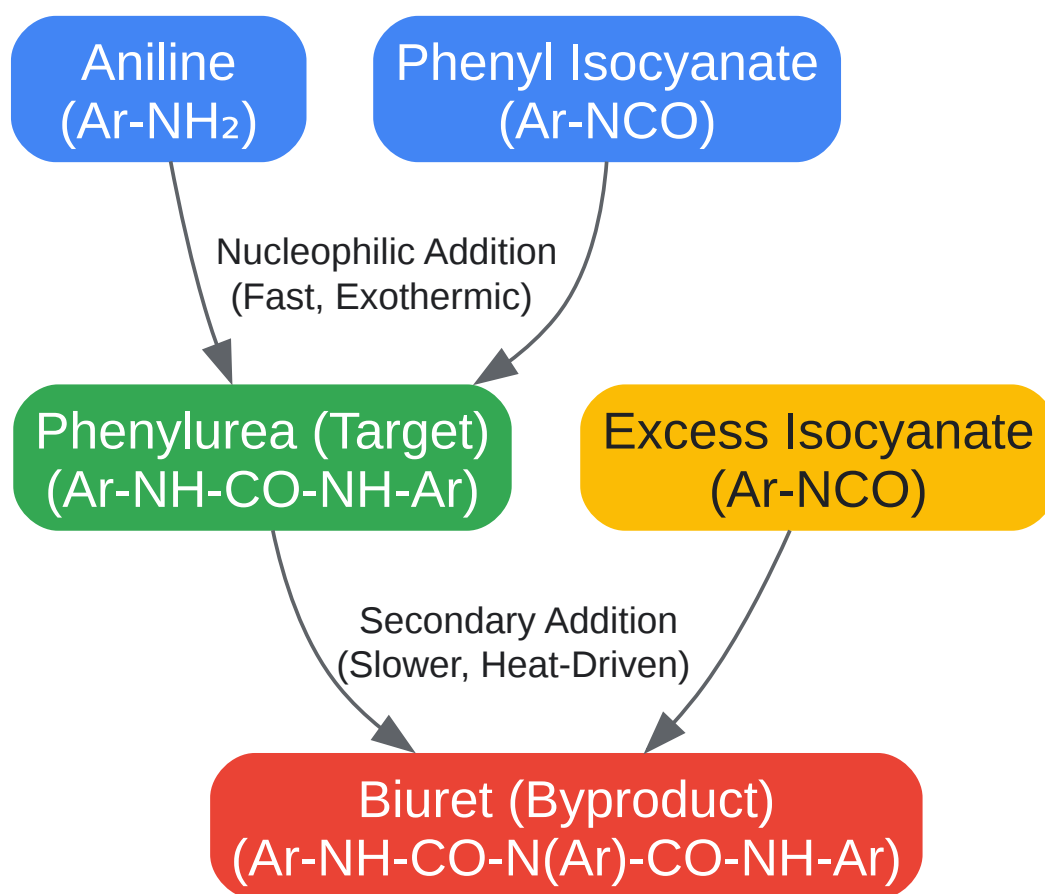 Aniline
(Ar-NH₂)
Phenyl Isocyanate
(Ar-NCO)
Nucleophilic Addition
(Fast, Exothermic)
Phenylurea (Target)
(Ar-NH-CO-NH-Ar)
Excess Isocyanate
(Ar-NCO)
Secondary Addition
(Slower, Heat-Driven)
Biuret (Byproduct)
(Ar-NH-CO-N(Ar)-CO-NH-Ar)